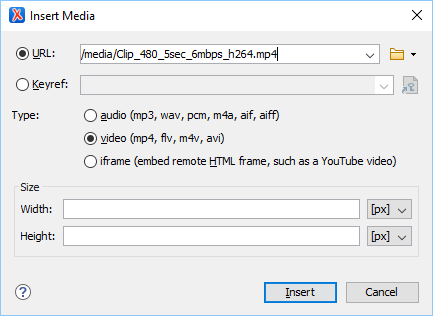 Insert Media
URL: /media/Clip_480_5sec_6mbps_h264.mp4
Keyref:
Type: audio (mp3, wav, pcm, m4a, aif, aiff)
video (mp4, flv, m4v, avi)
iframe (embed remote HTML frame, such as a YouTube video)
Size
Width: [px]
Height: [px]
? Insert Cancel